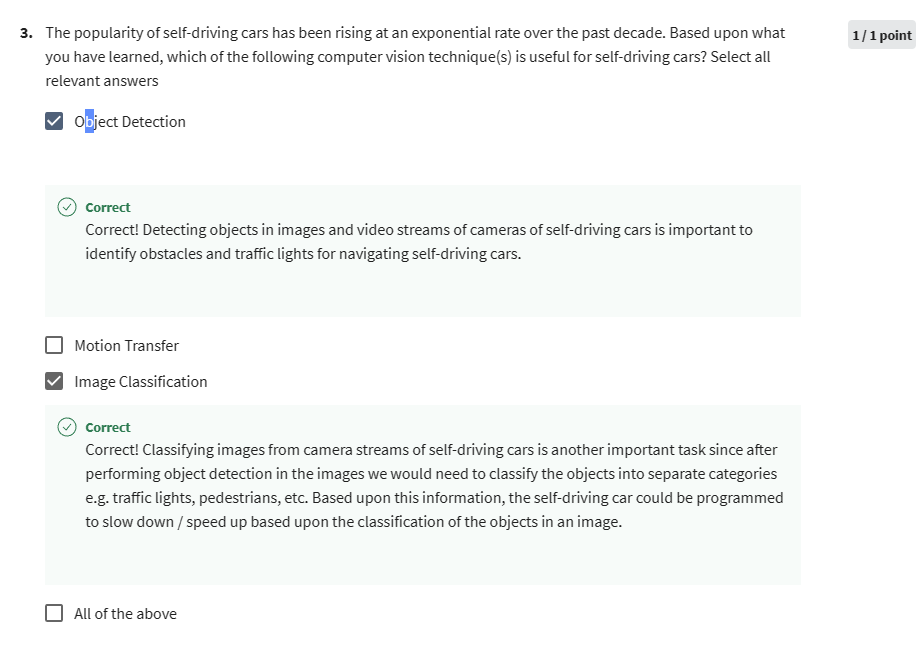 3. The popularity of self-driving cars has been rising at an exponential rate over the past decade. Based upon what
you have learned, which of the following computer vision technique(s) is useful for self-driving cars? Select all
relevant answers
1 / 1 point
Object Detection
Correct
Correct! Detecting objects in images and video streams of cameras of self-driving cars is important to
identify obstacles and traffic lights for navigating self-driving cars.
Motion Transfer
Image Classification
Correct
Correct! Classifying images from camera streams of self-driving cars is another important task since after
performing object detection in the images we would need to classify the objects into separate categories
e.g. traffic lights, pedestrians, etc. Based upon this information, the self-driving car could be programmed
to slow down / speed up based upon the classification of the objects in an image.
All of the above